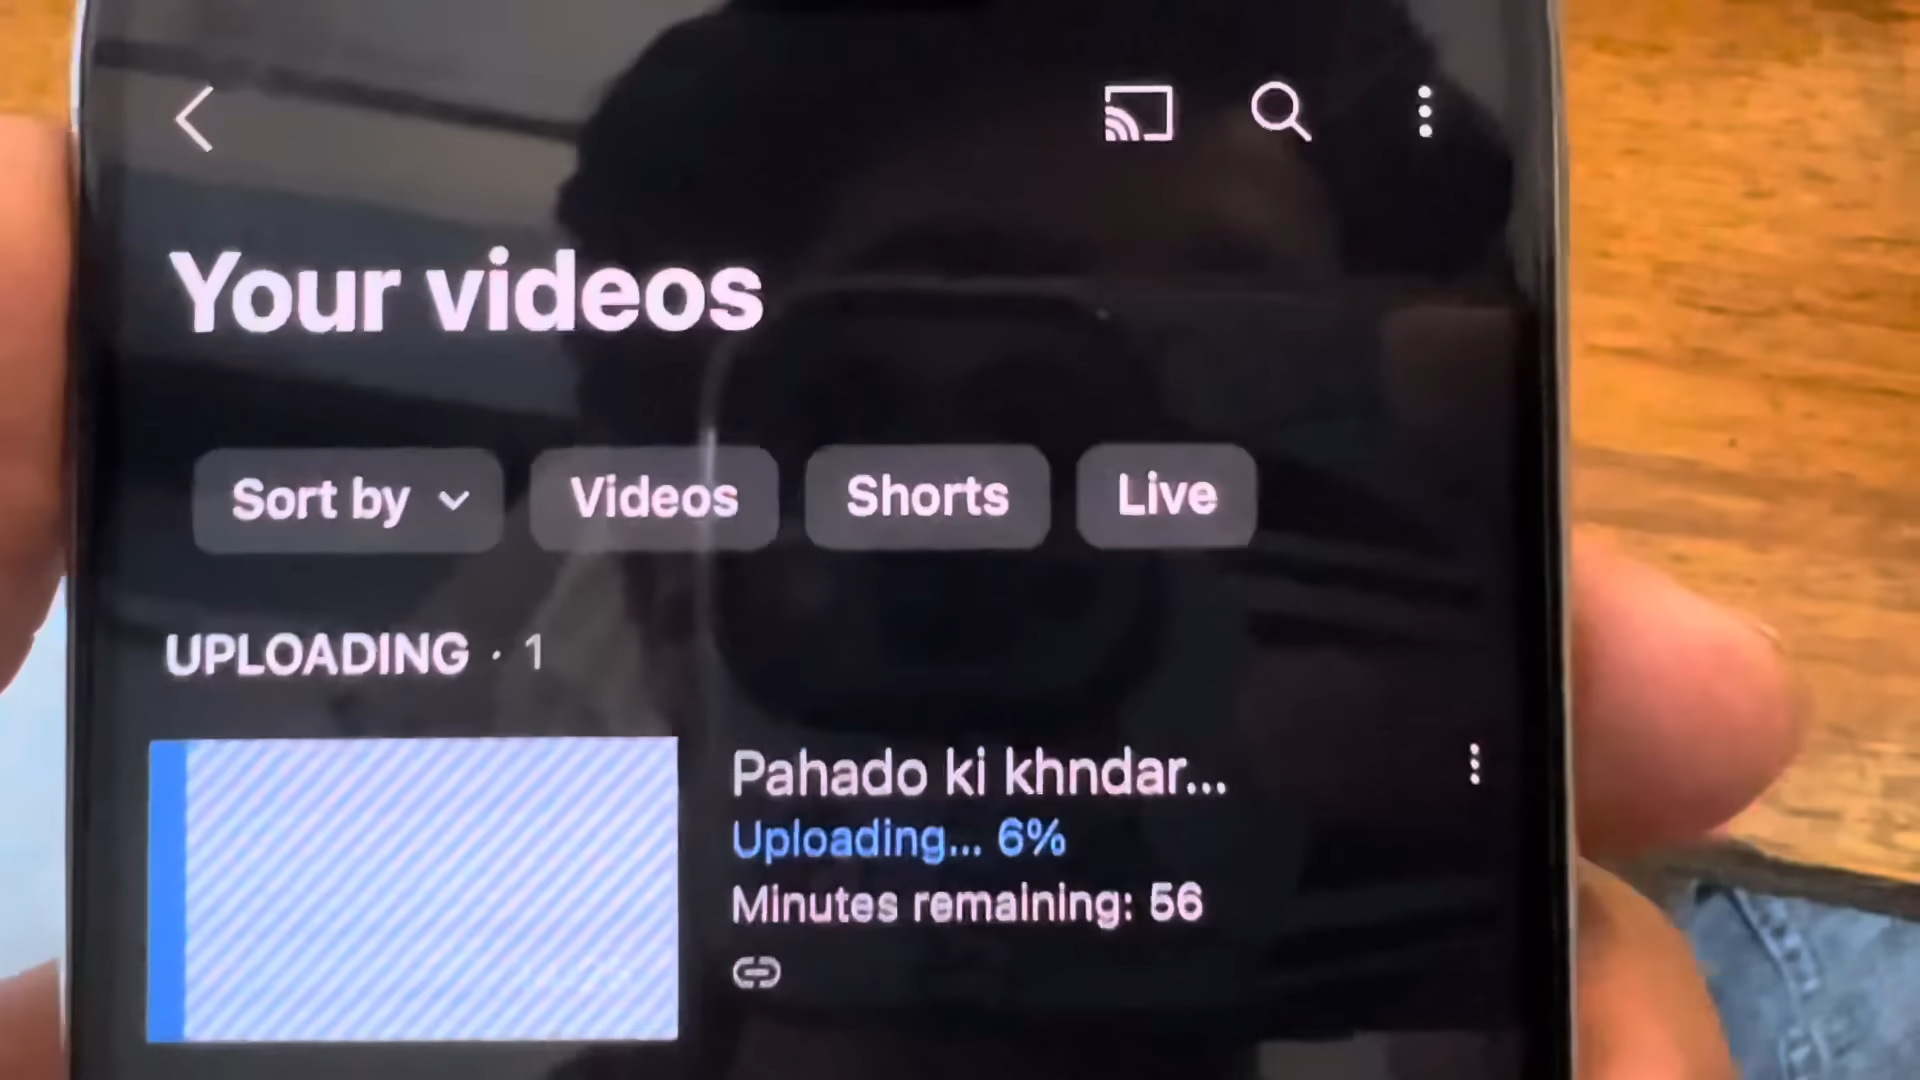 Your videos
Sort by
Videos
Shorts
Live
UPLOADING · 1
Pahado ki khndar...
Uploading... 6%
Minutes remaining: 56